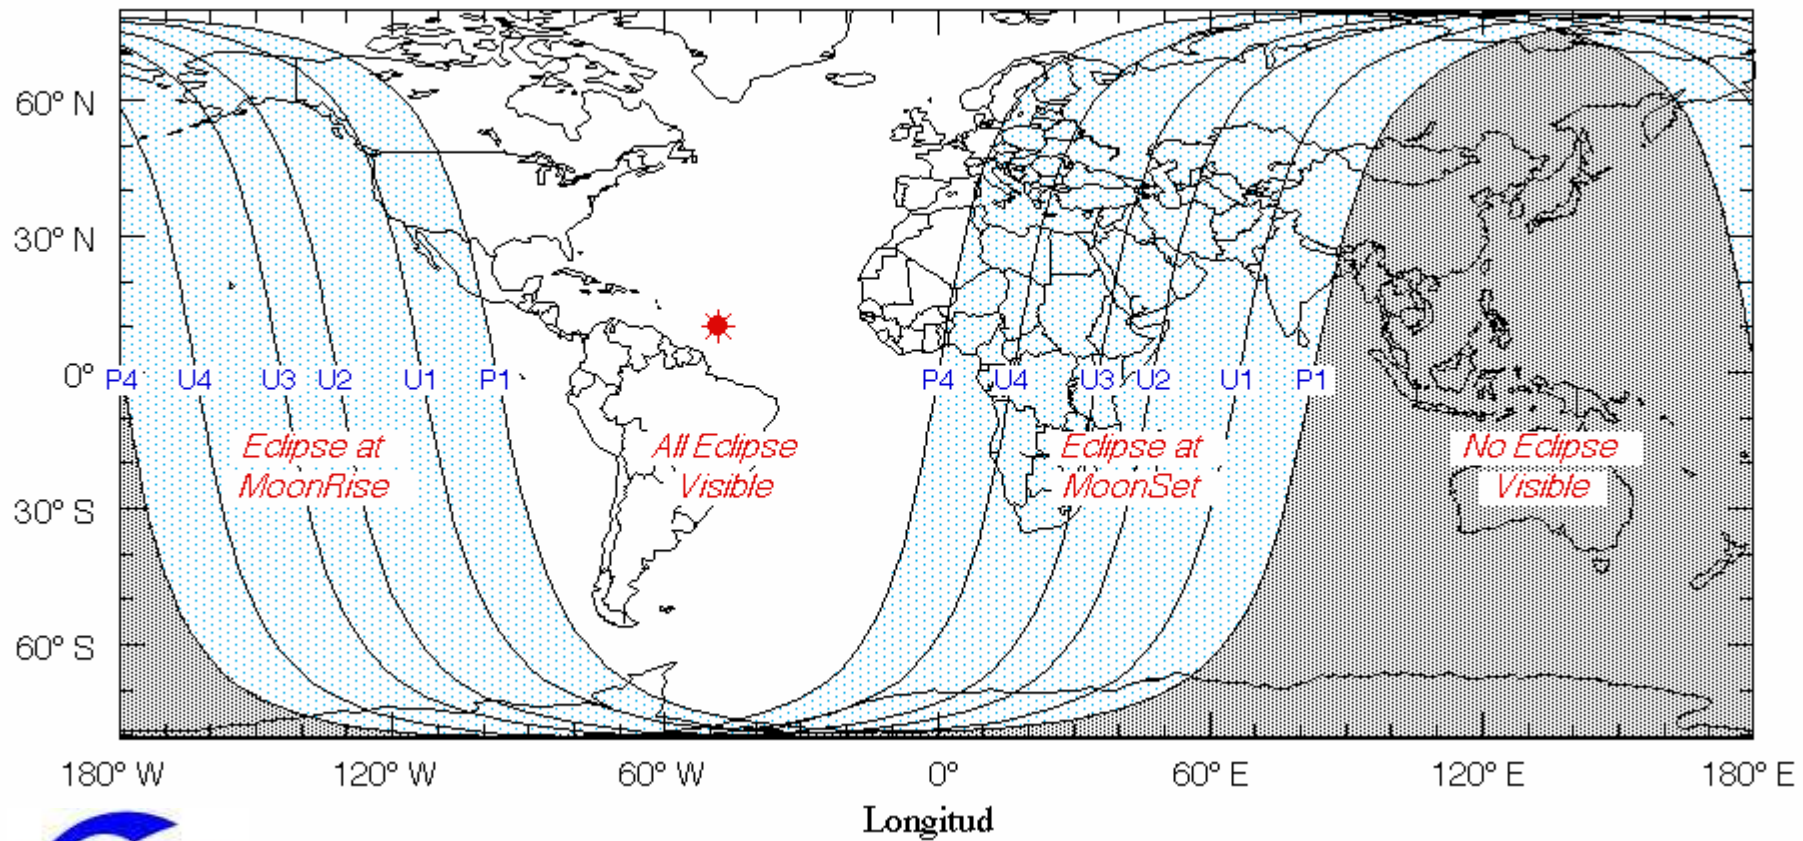 60° N
30° N
0°
P4 U4 U3 U2 U1 P1 P4 U4 U3 U2 U1 P1
Eclipse at
MoonRise
All Eclipse
Visible
Eclipse at
MoonSet
No Eclipse
Visible
30° S
60° S
180° W 120° W 60° W 0° 60° E 120° E 180° E
Longitud